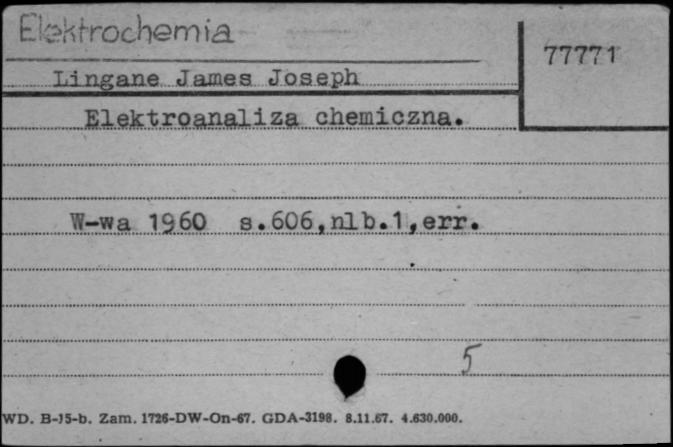 Elektrochemia
77771
Lingane James Joseph
Elektroanaliza chemiczna.
W-wa 1960 s.606,nlb.1,err.
5
WD. B-15-b. Zam. 1726-DW-On-67. GDA-3198. 8.11.67. 4.630.000.